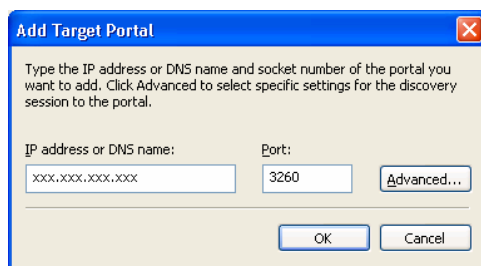 Add Target Portal
Type the IP address or DNS name and socket number of the portal you
want to add. Click Advanced to select specific settings for the discovery
session to the portal.
IP address or DNS name:
Port:
xxx.xxx.xxx.xxx
3260
Advanced...
OK
Cancel